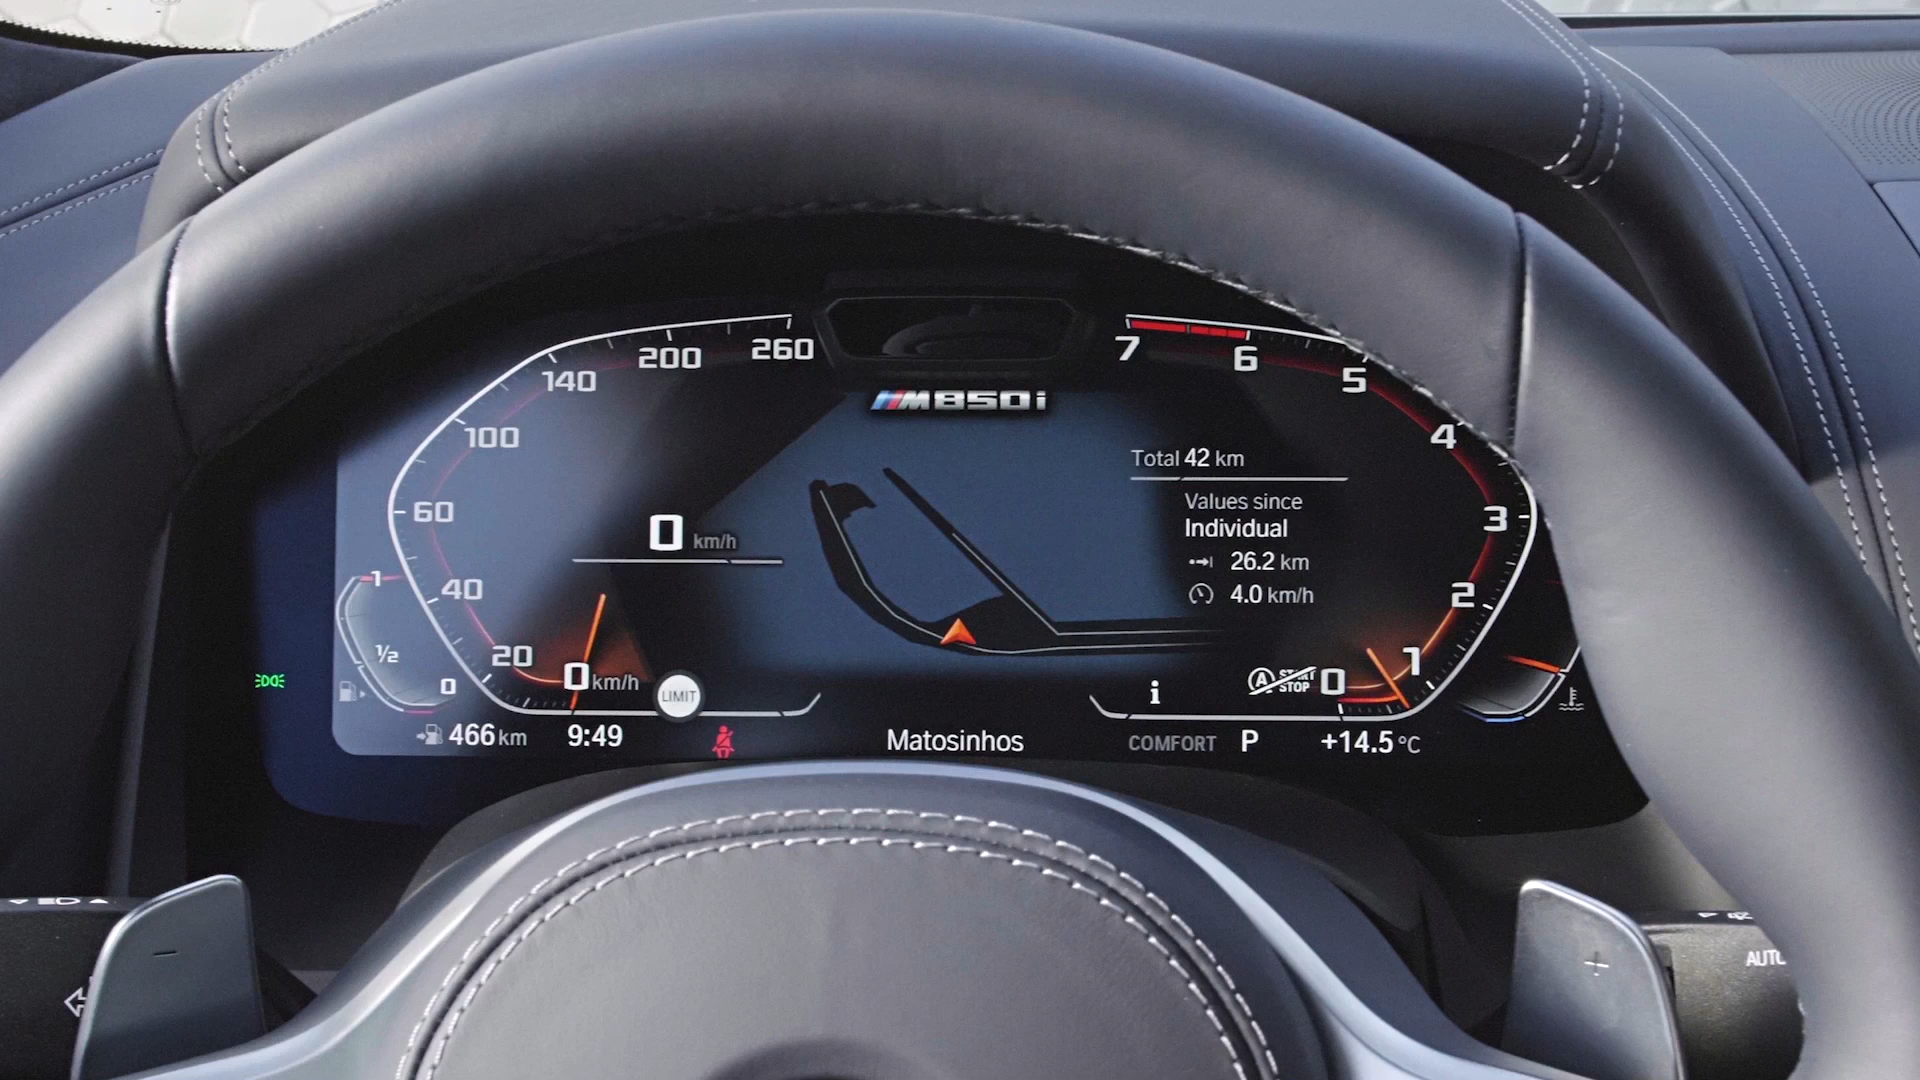 M850i
20 40 60 100 140 200 260
7 6 5 4 3 2 1 0
Total 42 km
Values since
Individual
26.2 km
4.0 km/h
0 km/h
1
½
0
0 km/h
LIMIT
i
A START
STOP
466 km
9:49
Matosinhos
COMFORT P
+14.5 °C
−
+
AUTO